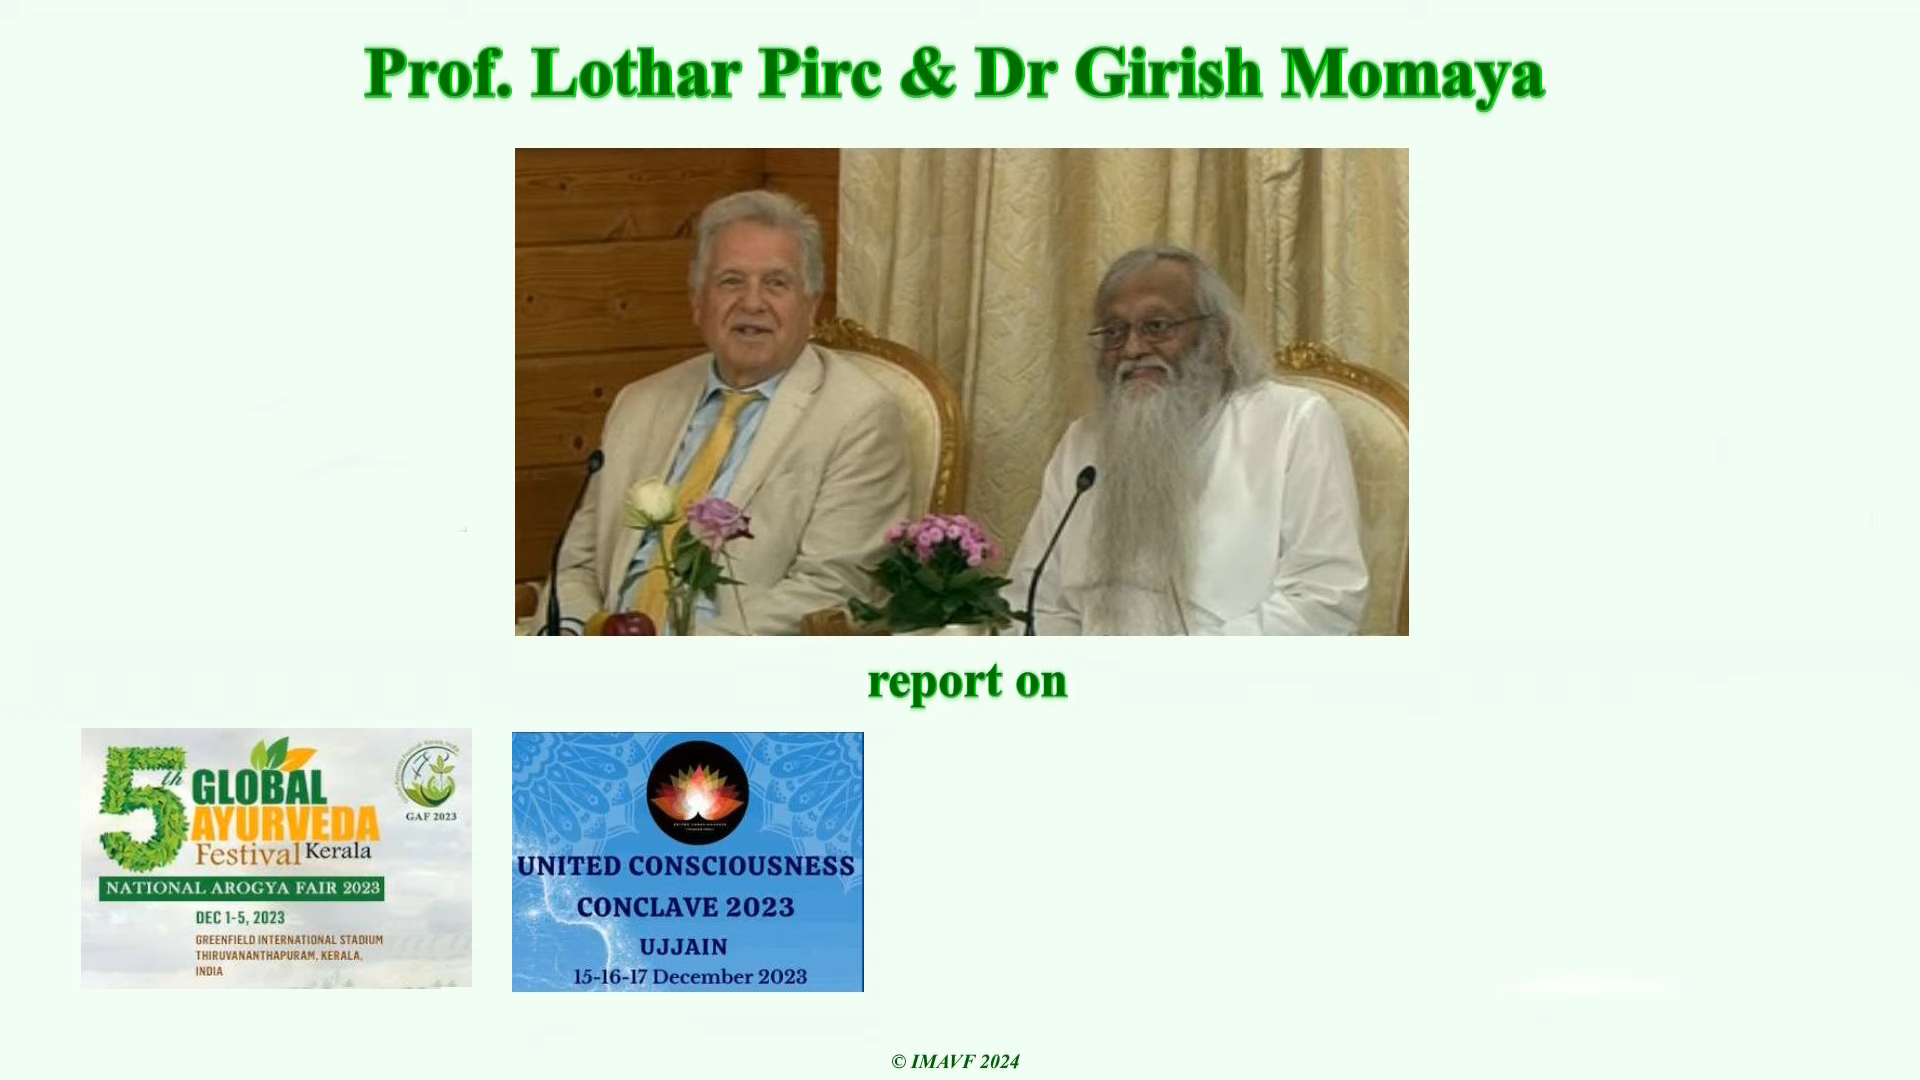 Prof. Lothar Pirc & Dr Girish Momaya
report on
5th GLOBAL
AYURVEDA
Festival Kerala
GAF 2023
NATIONAL AROGYA FAIR 2023
DEC 1-5, 2023
GREENFIELD INTERNATIONAL STADIUM
THIRUVANANTHAPURAM, KERALA,
INDIA
UNITED CONSCIOUSNESS
CONCLAVE 2023
UJJAIN
15-16-17 December 2023
© IMAVF 2024